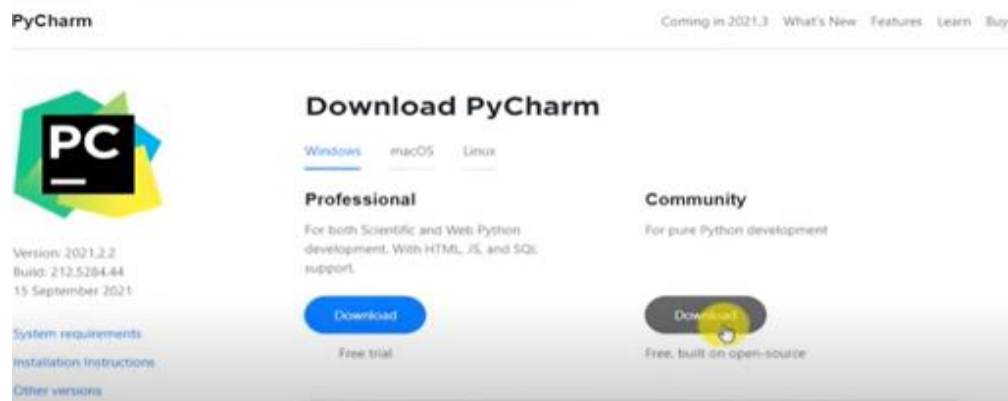 PyCharm
Coming in 2021.3 What's New Features Learn Buy
PC
Download PyCharm
Windows macOS Linux
Professional
For both Scientific and Web Python
development. With HTML, JS, and SQL
support.
Download
Free trial
Community
For pure Python development
Download
Free, built on open-source
Version: 2021.2.2
Build: 212.5284.44
15 September 2021
System requirements
Installation Instructions
Other versions